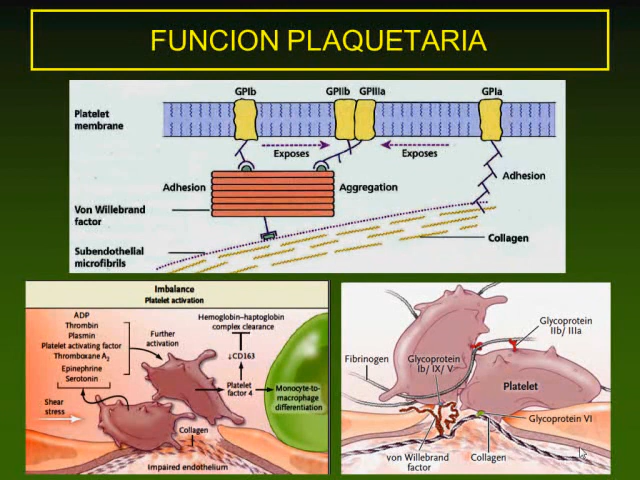 FUNCION PLAQUETARIA
GPIb
GPIIb GPIIIa
GPIa
Platelet
membrane
Exposes
Exposes
Adhesion
Aggregation
Adhesion
Von Willebrand
factor
Collagen
Subendothelial
microfibrils
Imbalance
Platelet activation
ADP
Thrombin
Plasmin
Platelet activating factor
Thromboxane A2
Epinephrine
Serotonin
Further
activation
Hemoglobin–haptoglobin
complex clearance
↓CD163
Platelet
factor 4
Monocyte-to-
macrophage
differentiation
Shear
stress
Collagen
Impaired endothelium
Glycoprotein
IIb/ IIIa
Fibrinogen
Glycoprotein
Ib/ IX/ V
Platelet
Glycoprotein VI
von Willebrand
factor
Collagen